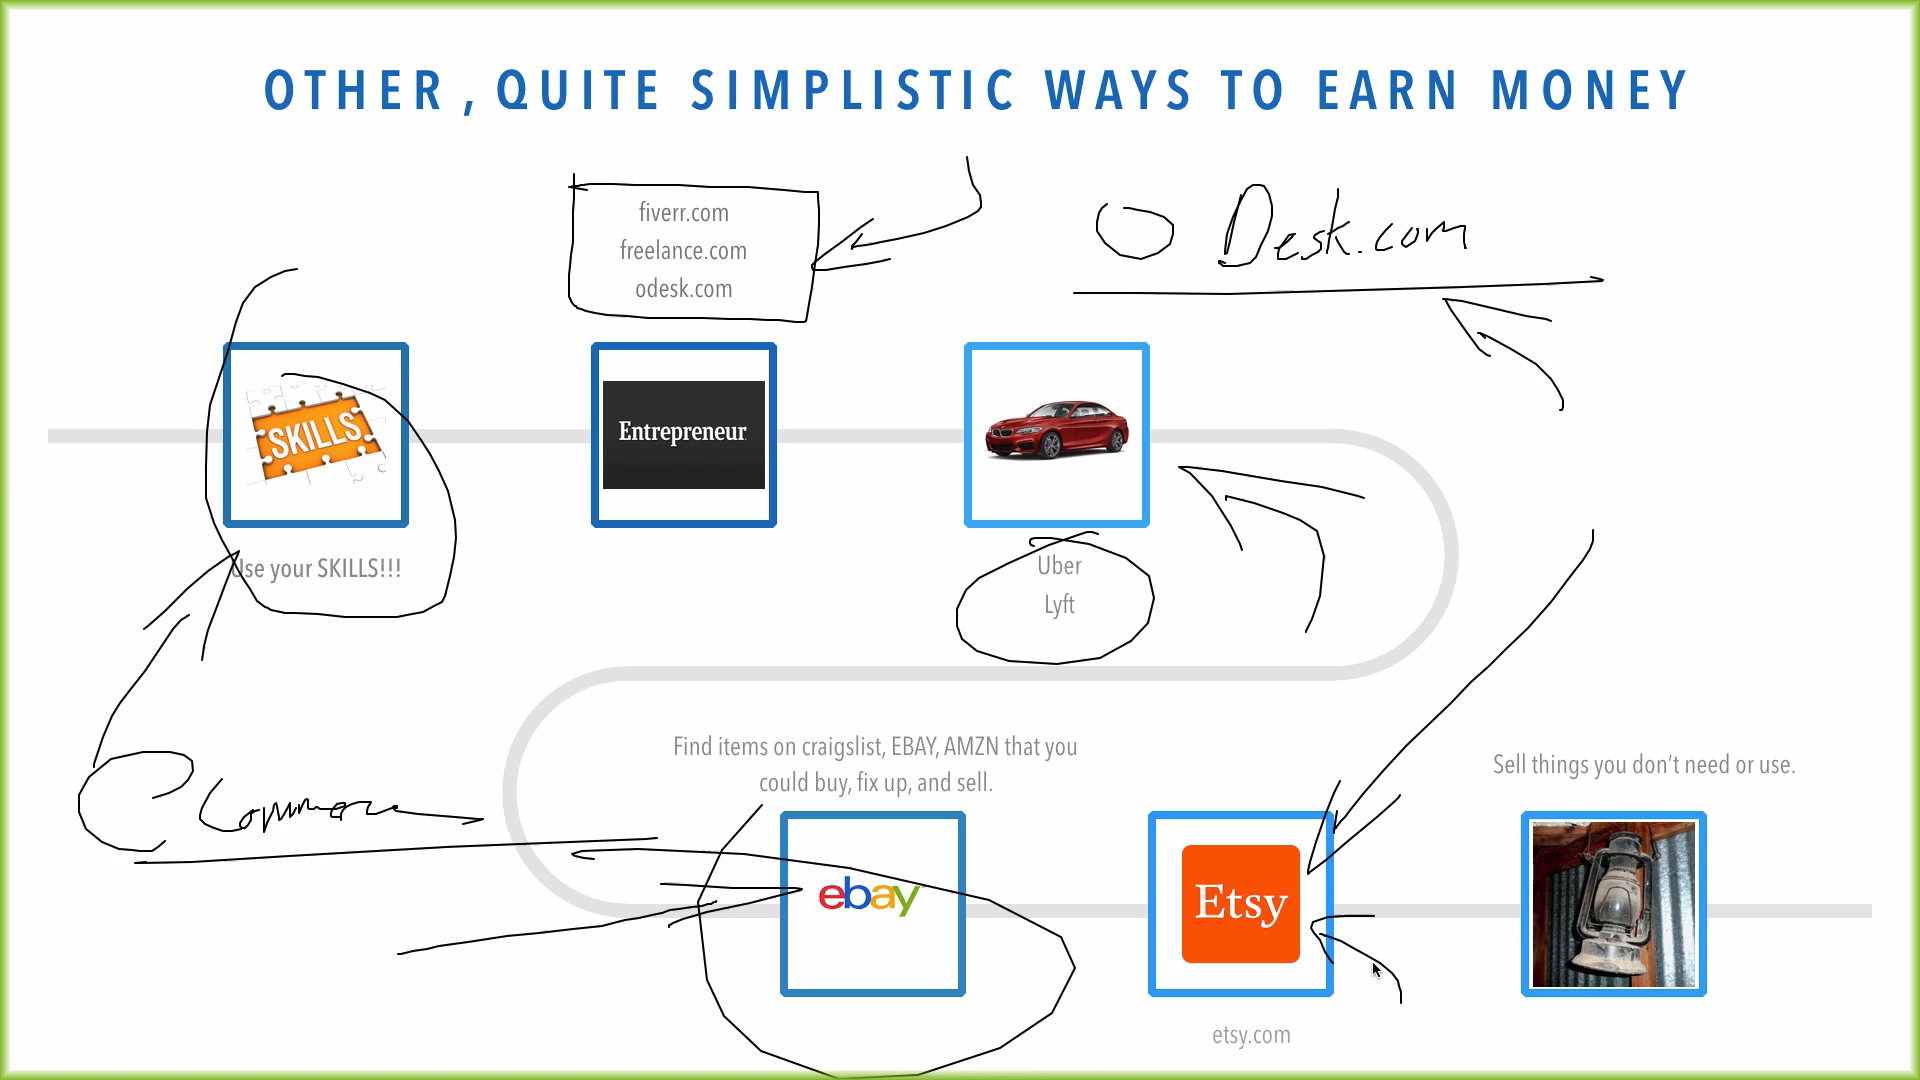 OTHER , QUITE SIMPLISTIC WAYS TO EARN MONEY
fiverr.com
freelance.com
odesk.com
O Desk.com
SKILLS
Entrepreneur
Use your SKILLS!!!
Uber
Lyft
Find items on craigslist, EBAY, AMZN that you
could buy, fix up, and sell.
Sell things you don't need or use.
ebay
Etsy
etsy.com